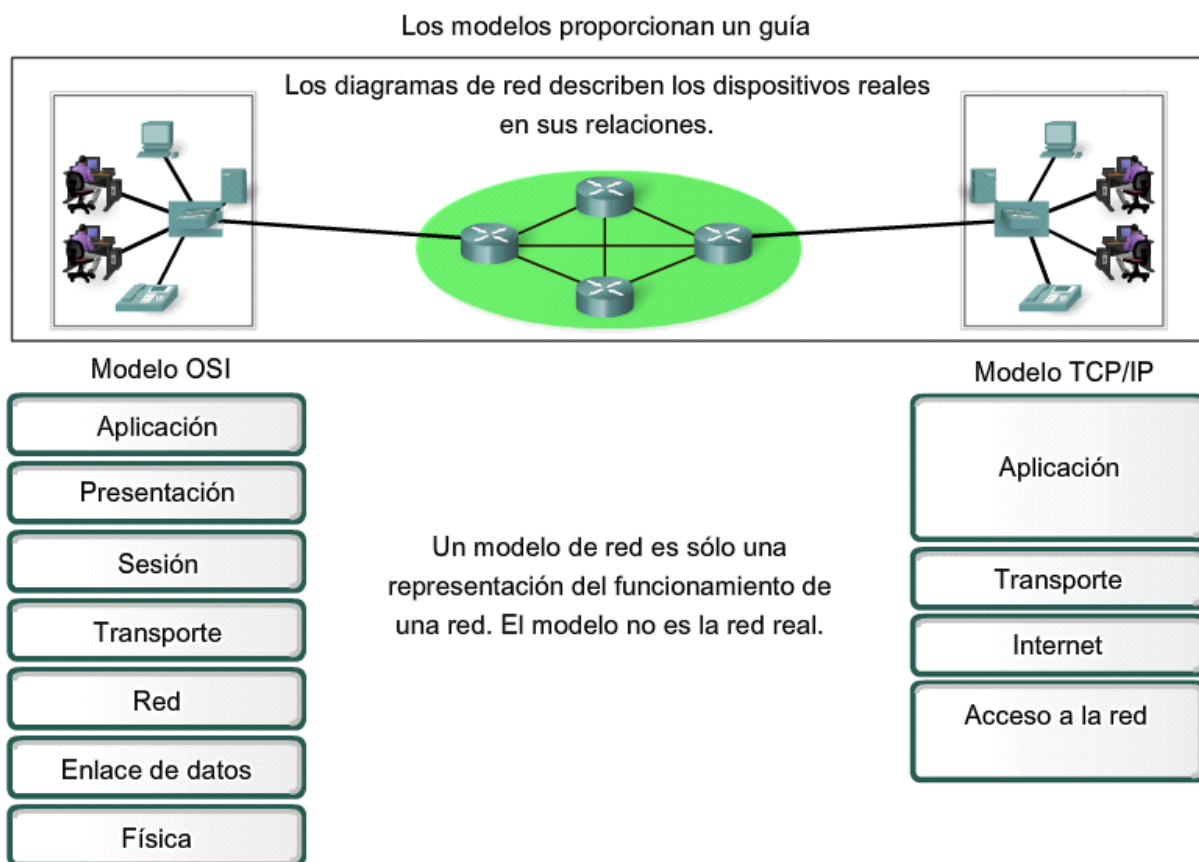 Los modelos proporcionan un guía
Los diagramas de red describen los dispositivos reales
en sus relaciones.
Modelo OSI
Aplicación
Presentación
Sesión
Transporte
Red
Enlace de datos
Física
Un modelo de red es sólo una
representación del funcionamiento de
una red. El modelo no es la red real.
Modelo TCP/IP
Aplicación
Transporte
Internet
Acceso a la red